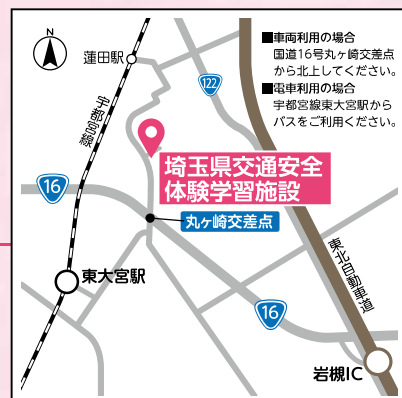 N
蓮田駅
■車両利用の場合
国道16号丸ヶ崎交差点
から北上してください。
■電車利用の場合
宇都宮線東大宮駅から
バスをご利用ください。
122
宇都宮線
埼玉県交通安全
体験学習施設
16
丸ヶ崎交差点
東北自動車道
東大宮駅
16
岩槻IC